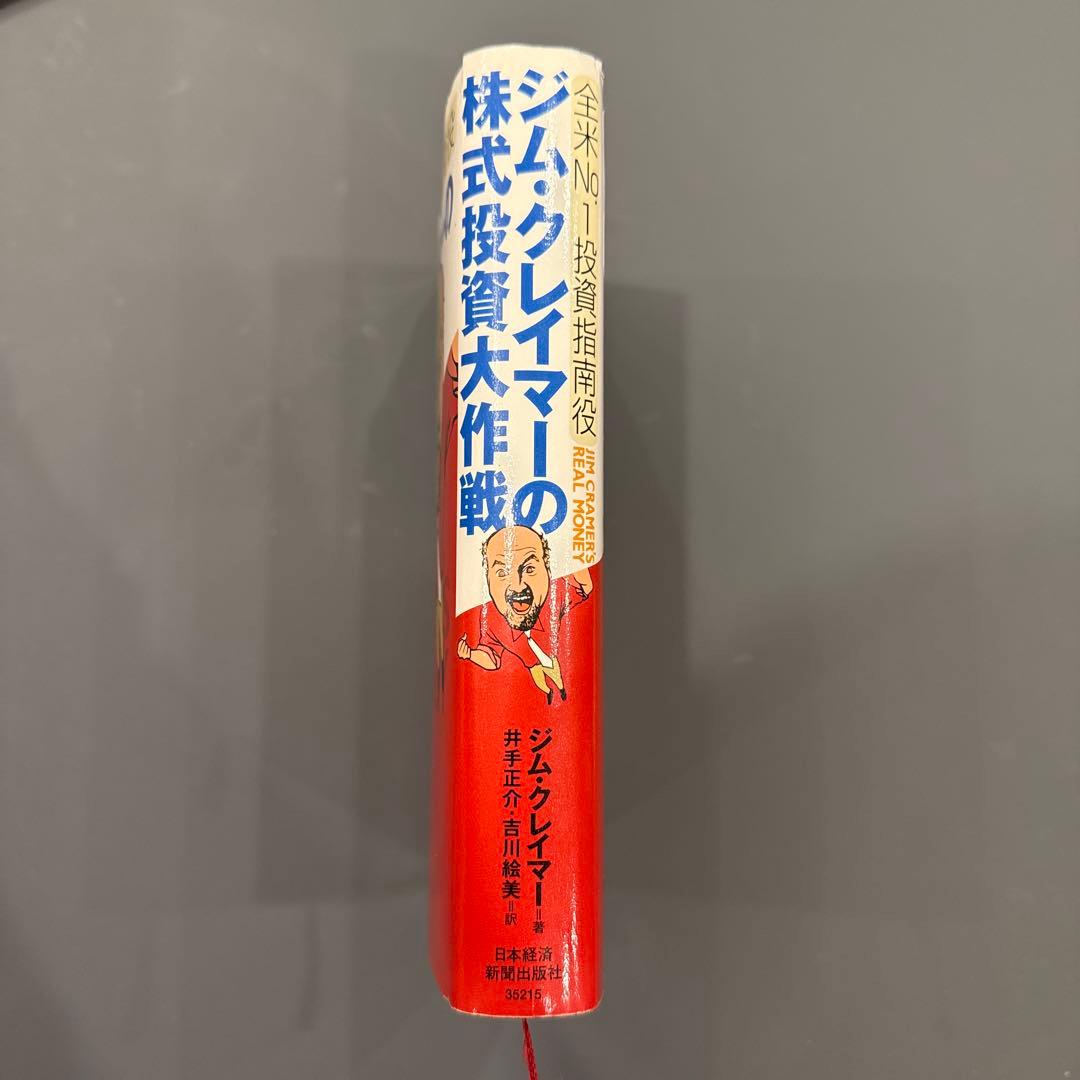 全米No.1投資指南役
JIM CRAMER'S
REAL MONEY
ジム・クレイマーの
株式投資大作戦
ジム・クレイマー=著
井手正介・吉川絵美=訳
日本経済
新聞出版社
35215
の